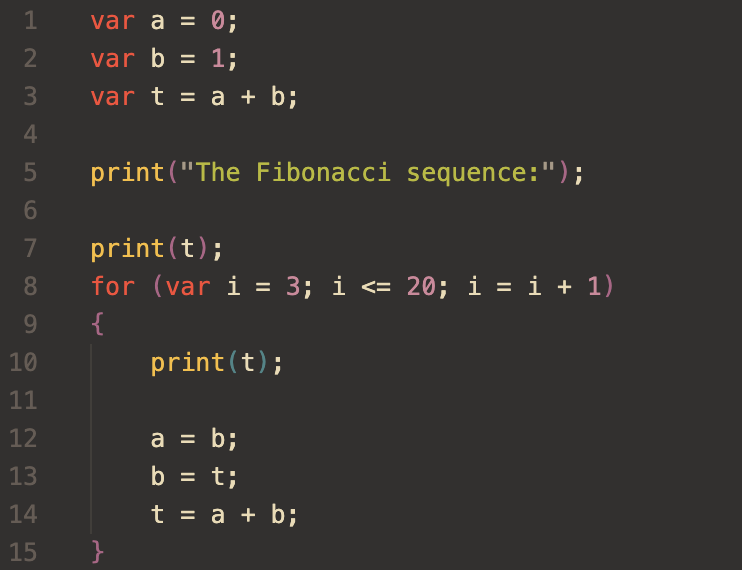 1 var a = 0;
2 var b = 1;
3 var t = a + b;
4
5 print("The Fibonacci sequence:");
6
7 print(t);
8 for (var i = 3; i <= 20; i = i + 1)
9 {
10     print(t);
11
12     a = b;
13     b = t;
14     t = a + b;
15 }